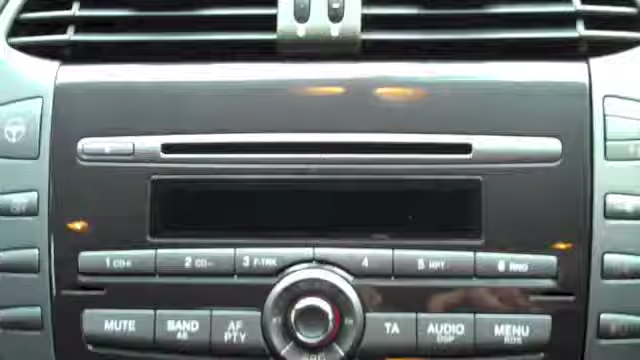 1 CD+ 2 CD- 3 F-TRK 4 5 RPT 6 RND
MUTE BAND AF TA AUDIO MENU
AS PTY DSP RDS
SRC